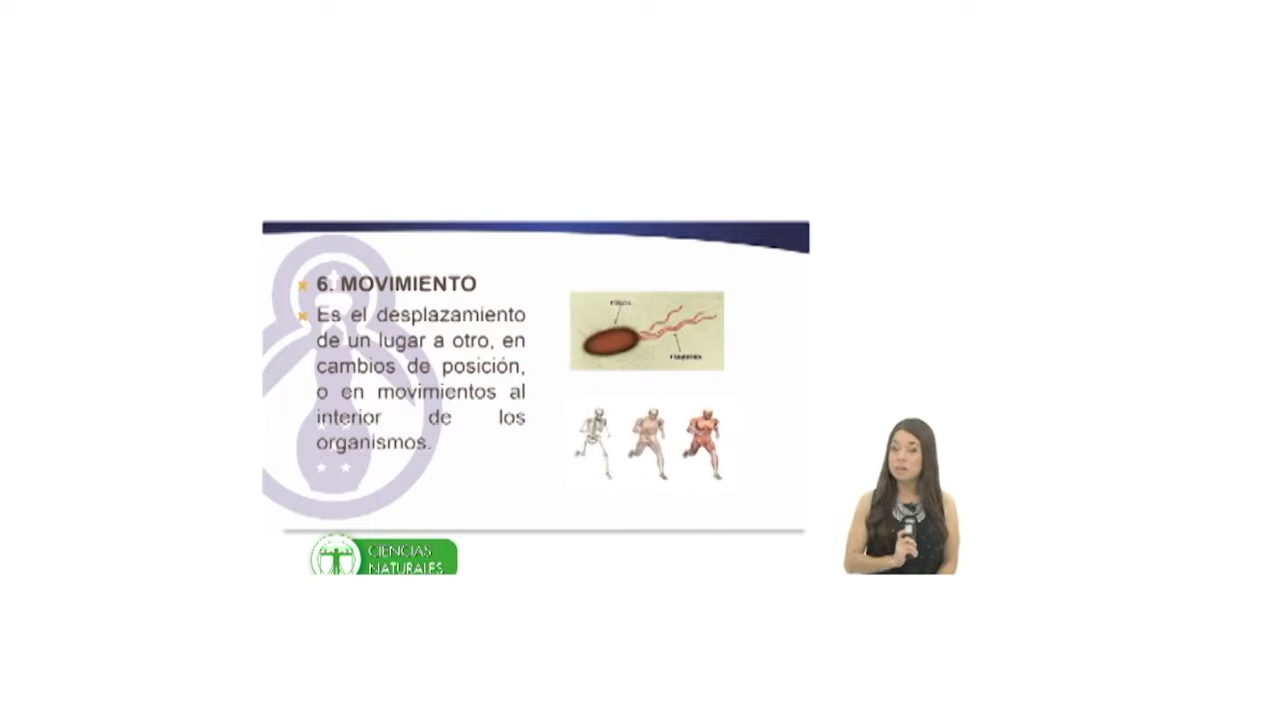 6. MOVIMIENTO
Es el desplazamiento
de un lugar a otro, en
cambios de posición,
o en movimientos al
interior de los
organismos.
CIENCIAS
NATURALES